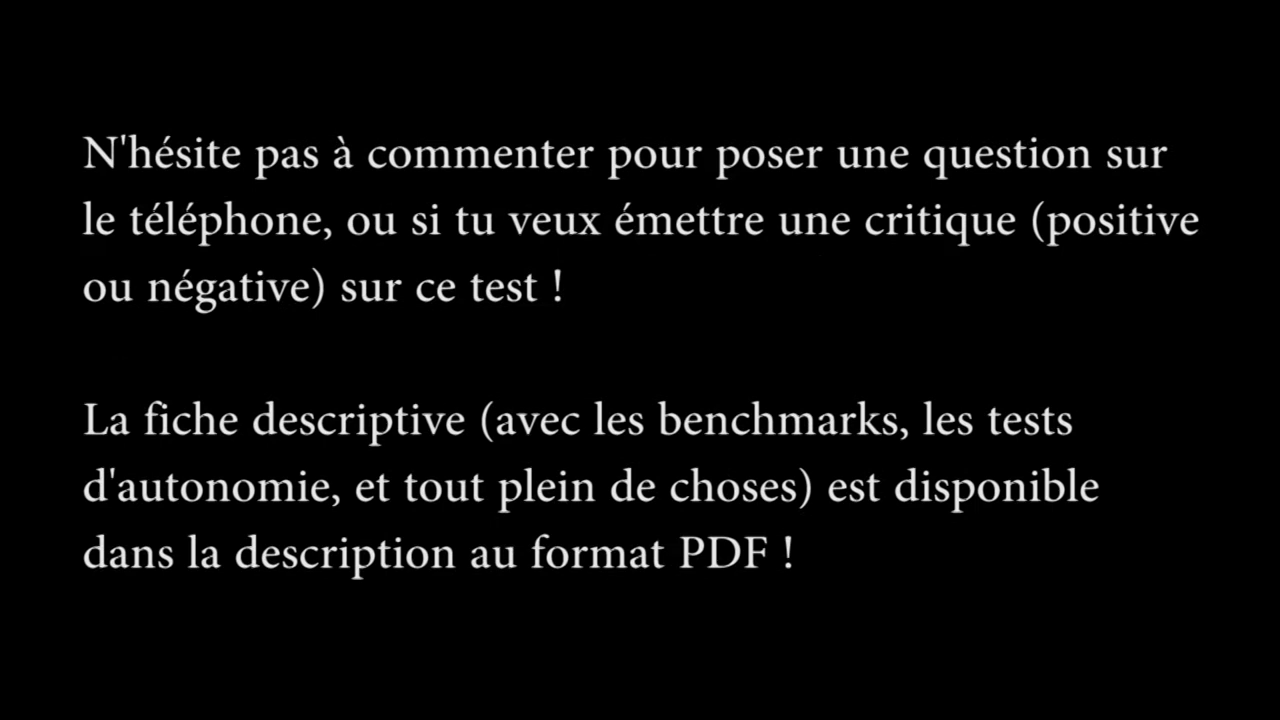 N'hésite pas à commenter pour poser une question sur
le téléphone, ou si tu veux émettre une critique (positive
ou négative) sur ce test !
La fiche descriptive (avec les benchmarks, les tests
d'autonomie, et tout plein de choses) est disponible
dans la description au format PDF !